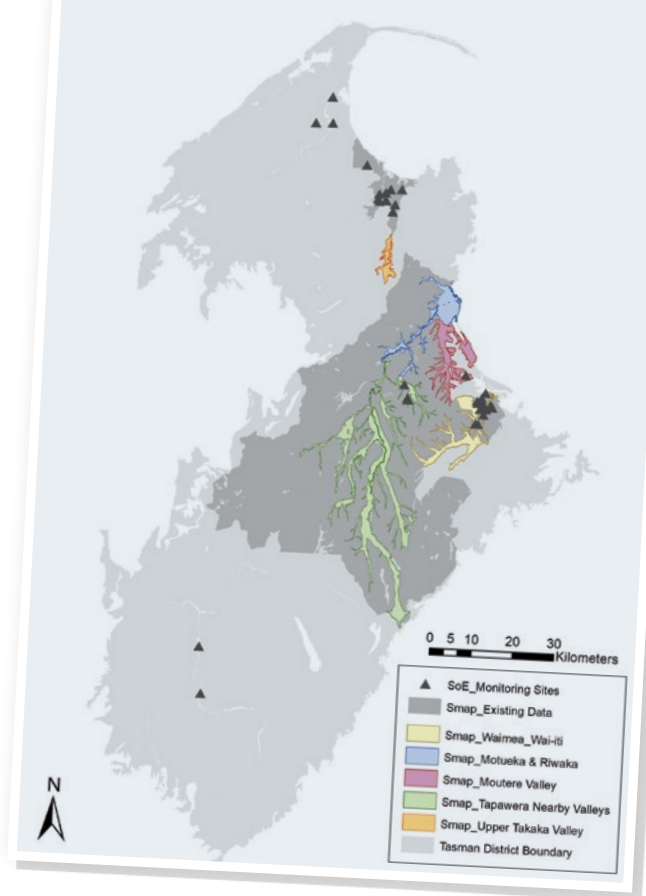 0 5 10 20 30
Kilometers
SoE_Monitoring Sites
Smap_Existing Data
Smap_Waimea_Wai-iti
Smap_Motueka & Riwaka
Smap_Moutere Valley
Smap_Tapawera Nearby Valleys
Smap_Upper Takaka Valley
Tasman District Boundary
N